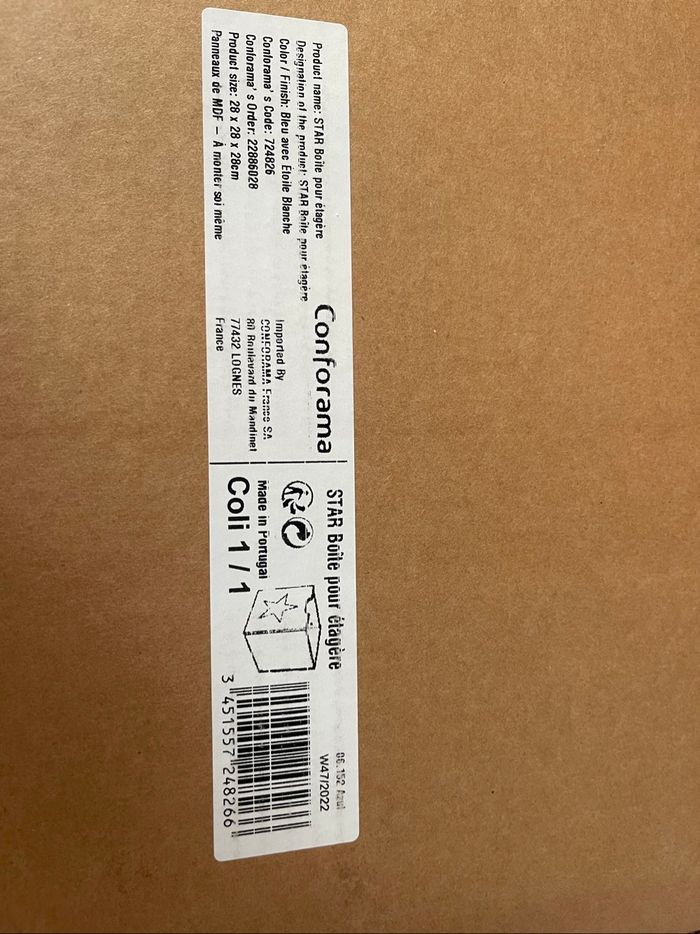 Product name: STAR Boîte pour étagère
Designation of the product: STAR Boîte pour étagère
Color / Finish: Bleu avec Etoile Blanche
Conforama' s Code: 724826
Conforama' s Order: 22886028
Product size: 28 x 28 x 28cm
Panneaux de MDF – À monter soi même
Conforama
Imported By
CONFORAMA France SA
80 Boulevard du Mandinet
77432 LOGNES
France
STAR Boîte pour étagère
Made in Portugal
Coli 1 / 1
06.152 Azul
W47/2022
3 451557 248266